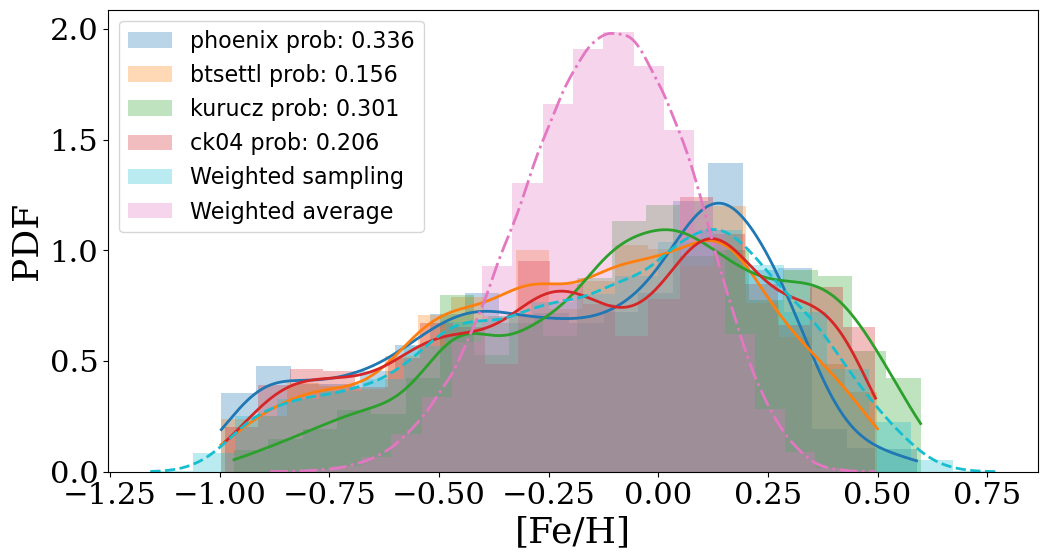 phoenix prob: 0.336
btsettl prob: 0.156
kurucz prob: 0.301
ck04 prob: 0.206
Weighted sampling
Weighted average
PDF
2.0
1.5
1.0
0.5
0.0
−1.25 −1.00 −0.75 −0.50 −0.25 0.00 0.25 0.50 0.75
[Fe/H]